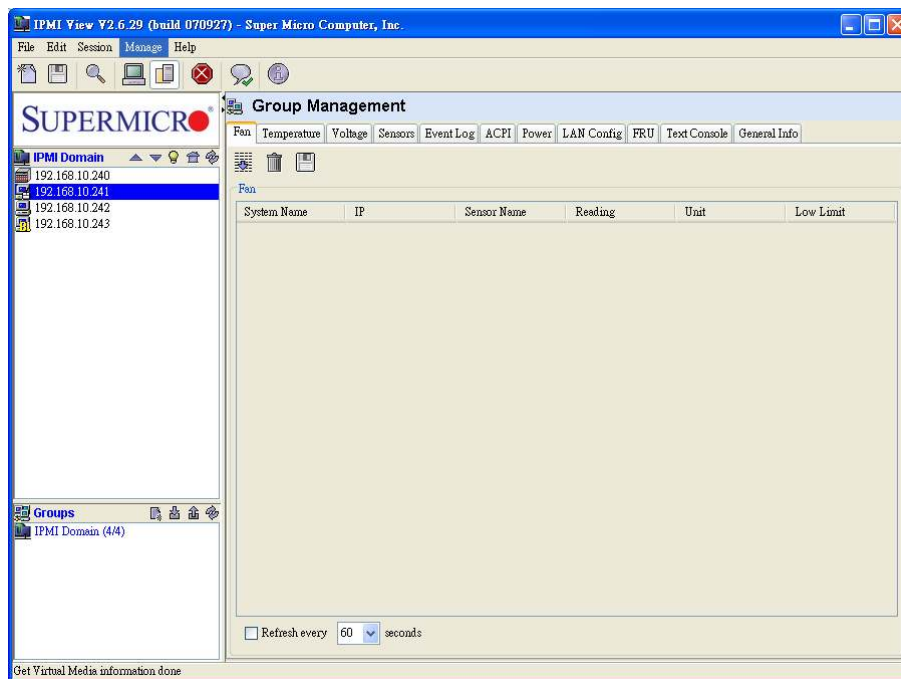 IPMI View V2.6.29 (build 070927) - Super Micro Computer, Inc.
File Edit Session Manage Help
SUPERMICRO
IPMI Domain
192.168.10.240
192.168.10.241
192.168.10.242
192.168.10.243
Groups
IPMI Domain (4/4)
Group Management
Fan Temperature Voltage Sensors Event Log ACPI Power LAN Config FRU Text Console General Info
Fan
System Name IP Sensor Name Reading Unit Low Limit
Refresh every 60 seconds
Get Virtual Media information done